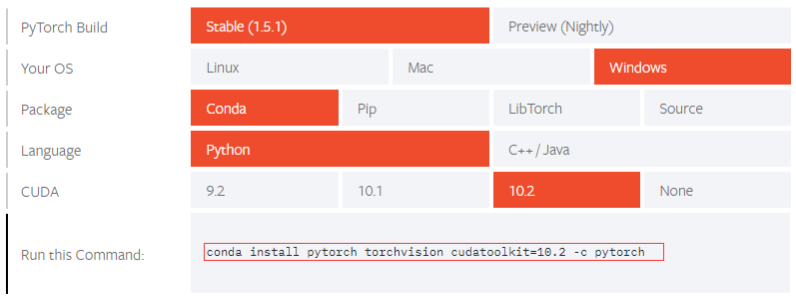 PyTorch Build Stable (1.5.1) Preview (Nightly)
Your OS Linux Mac Windows
Package Conda Pip LibTorch Source
Language Python C++ / Java
CUDA 9.2 10.1 10.2 None
Run this Command: conda install pytorch torchvision cudatoolkit=10.2 -c pytorch